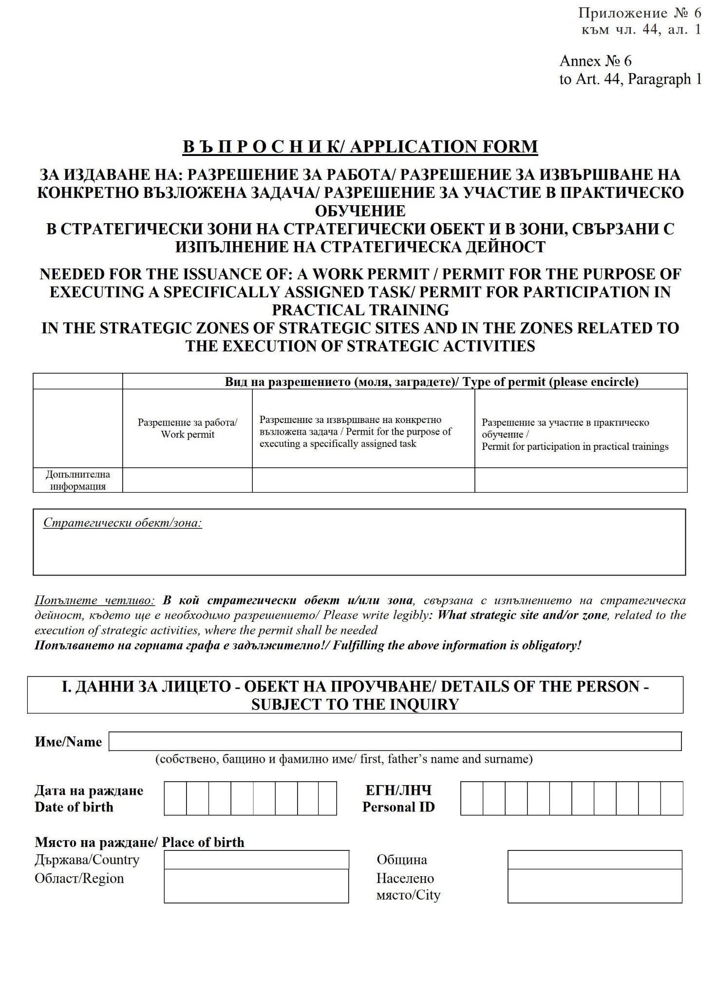 Приложение № 6
към чл. 44, ал. 1
Annex № 6
to Art. 44, Paragraph 1
В Ъ П Р О С Н И К/ APPLICATION FORM
ЗА ИЗДАВАНЕ НА: РАЗРЕШЕНИЕ ЗА РАБОТА/ РАЗРЕШЕНИЕ ЗА ИЗВЪРШВАНЕ НА
КОНКРЕТНО ВЪЗЛОЖЕНА ЗАДАЧА/ РАЗРЕШЕНИЕ ЗА УЧАСТИЕ В ПРАКТИЧЕСКО
ОБУЧЕНИЕ
В СТРАТЕГИЧЕСКИ ЗОНИ НА СТРАТЕГИЧЕСКИ ОБЕКТ И В ЗОНИ, СВЪРЗАНИ С
ИЗПЪЛНЕНИЕ НА СТРАТЕГИЧЕСКА ДЕЙНОСТ
NEEDED FOR THE ISSUANCE OF: A WORK PERMIT / PERMIT FOR THE PURPOSE OF
EXECUTING A SPECIFICALLY ASSIGNED TASK/ PERMIT FOR PARTICIPATION IN
PRACTICAL TRAINING
IN THE STRATEGIC ZONES OF STRATEGIC SITES AND IN THE ZONES RELATED TO
THE EXECUTION OF STRATEGIC ACTIVITIES
Вид на разрешението (моля, заградете)/ Type of permit (please encircle)
Разрешение за работа/
Work permit
Разрешение за извършване на конкретно
възложена задача / Permit for the purpose of
executing a specifically assigned task
Разрешение за участие в практическо
обучение /
Permit for participation in practical trainings
Допълнителна
информация
Стратегически обект/зона:
Попълнете четливо: В кой стратегически обект и/или зона, свързана с изпълнението на стратегическа
дейност, където ще е необходимо разрешението/ Please write legibly: What strategic site and/or zone, related to the
execution of strategic activities, where the permit shall be needed
Попълването на горната графа е задължително!/ Fulfilling the above information is obligatory!
I. ДАННИ ЗА ЛИЦЕТО - ОБЕКТ НА ПРОУЧВАНЕ/ DETAILS OF THE PERSON -
SUBJECT TO THE INQUIRY
Име/Name
(собствено, бащино и фамилно име/ first, father’s name and surname)
Дата на раждане
Date of birth
ЕГН/ЛНЧ
Personal ID
Място на раждане/ Place of birth
Държава/Country
Община
Област/Region
Населено
място/City